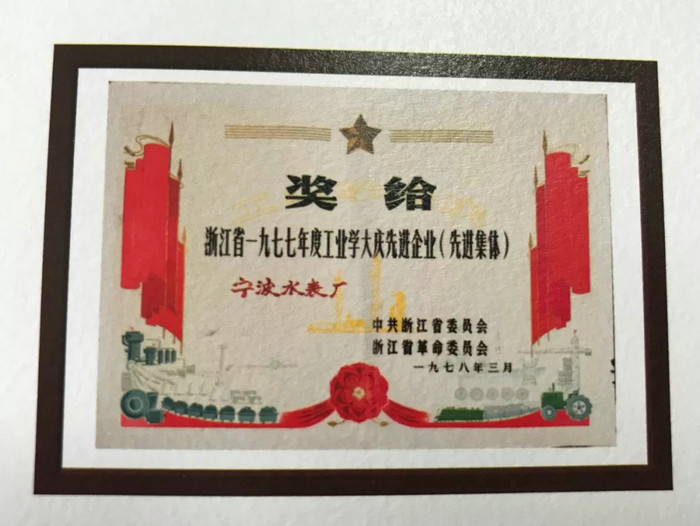 奖给
浙江省一九七七年度工业学大庆先进企业(先进集体)
宁波水表厂
中共浙江省委员会
浙江省革命委员会
一九七八年三月